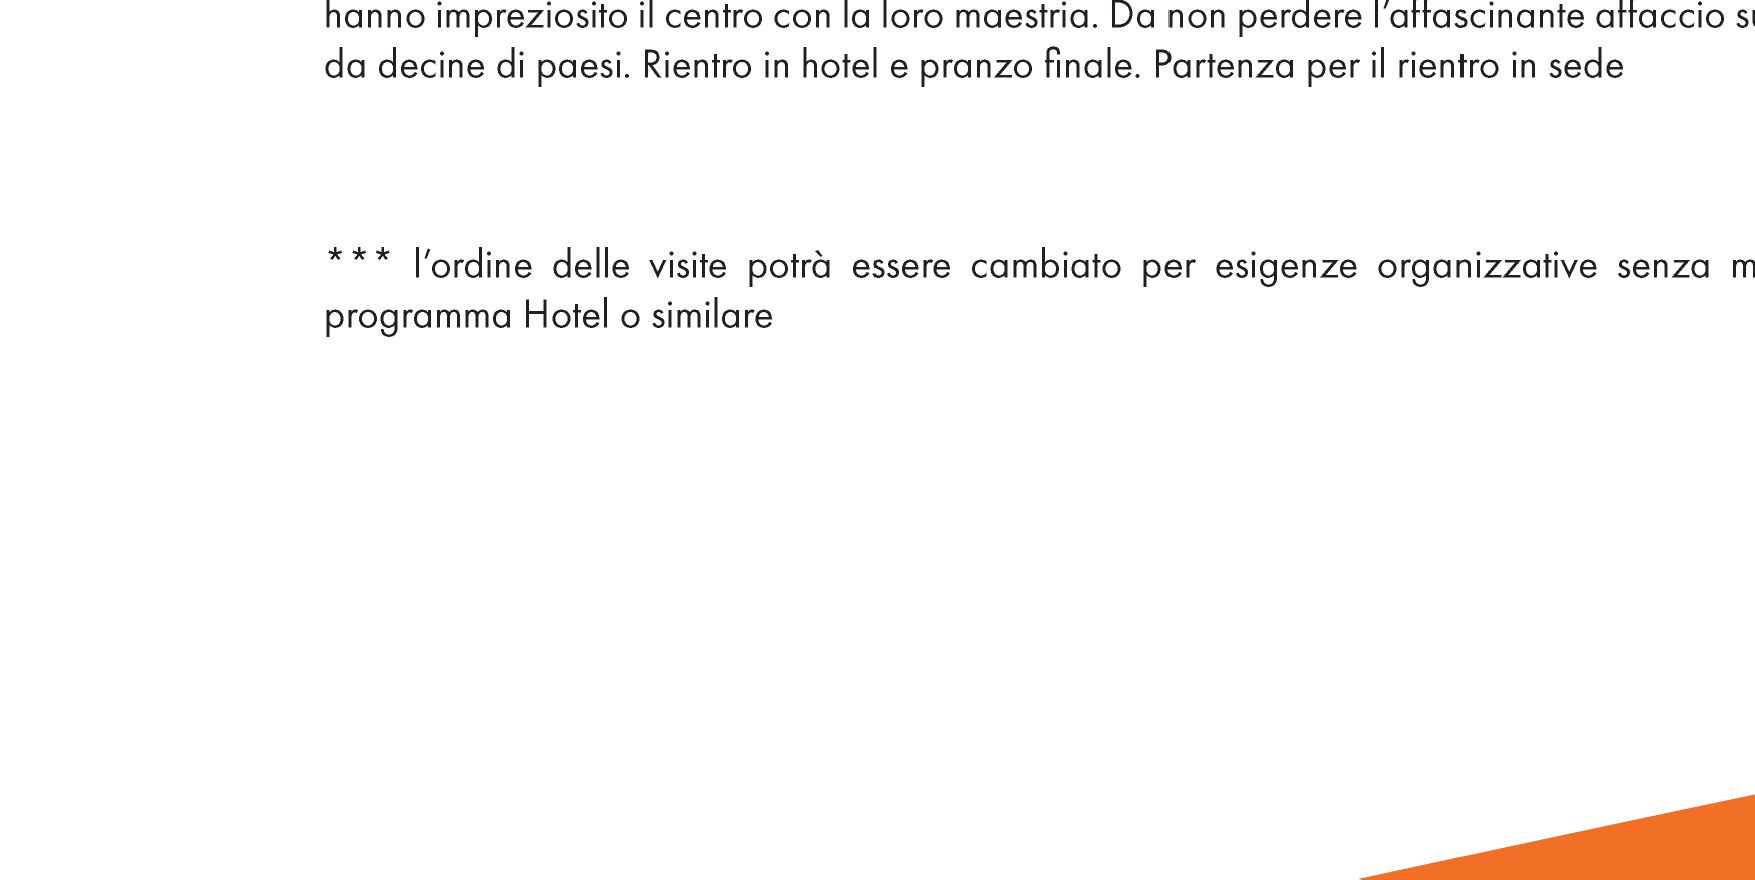 hanno impreziosito il centro con la loro maestria. Da non perdere l’affascinante affaccio
da decine di paesi. Rientro in hotel e pranzo finale. Partenza per il rientro in sede
*** l’ordine delle visite potrà essere cambiato per esigenze organizzative senza
programma Hotel o similare